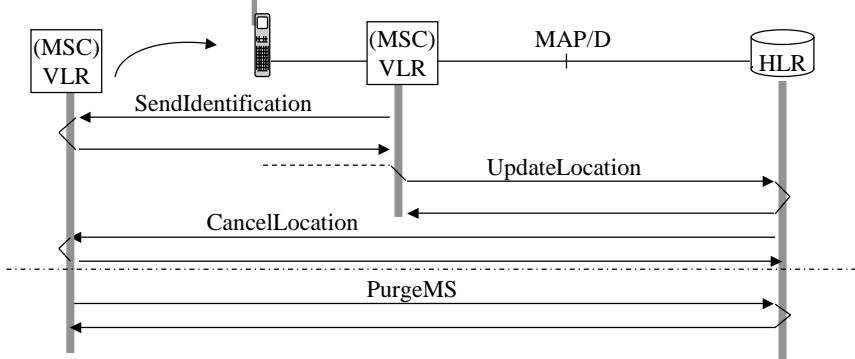 (MSC)
VLR
(MSC)
VLR
MAP/D
HLR
SendIdentification
UpdateLocation
CancelLocation
PurgeMS